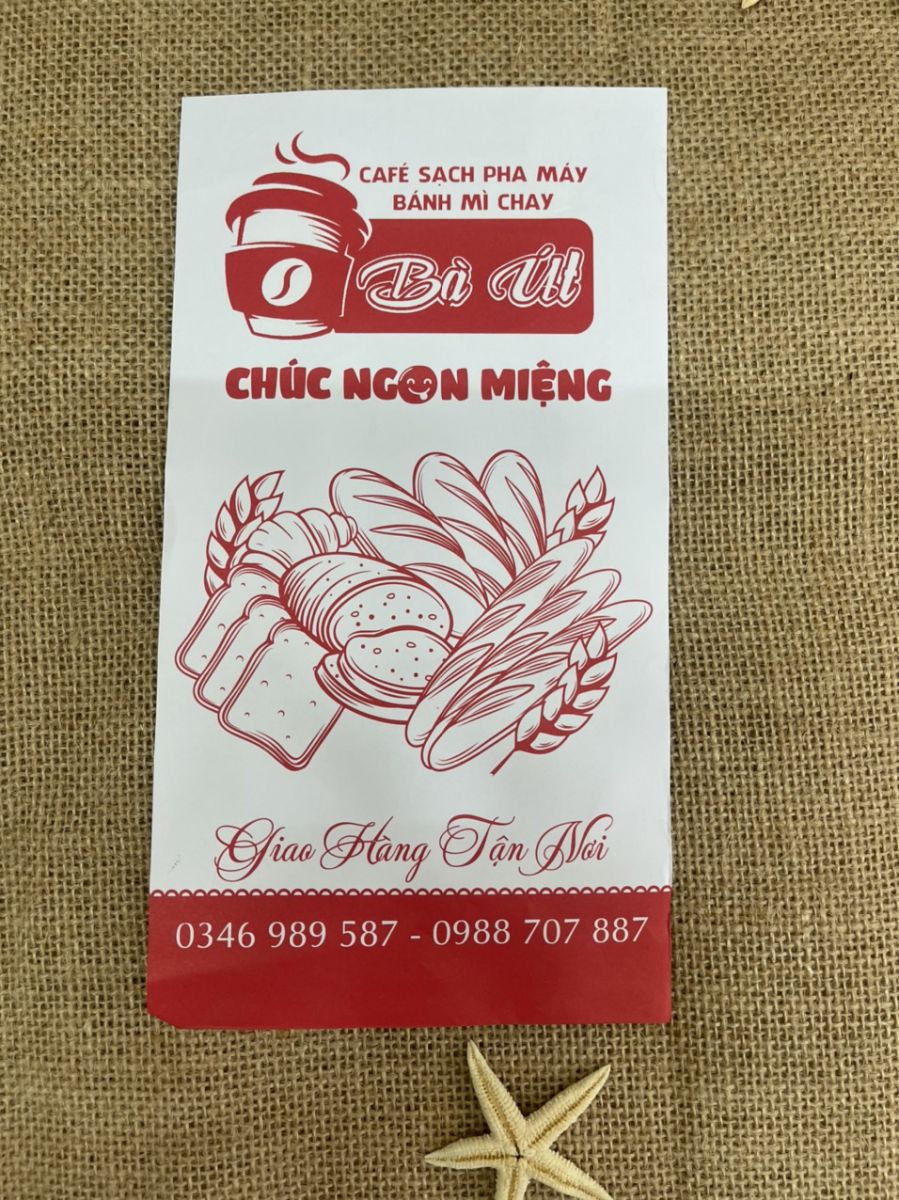 CAFÉ SẠCH PHA MÁY
BÁNH MÌ CHAY
Bà Út
CHÚC NGON MIỆNG
Giao Hàng Tận Nơi
0346 989 587 - 0988 707 887